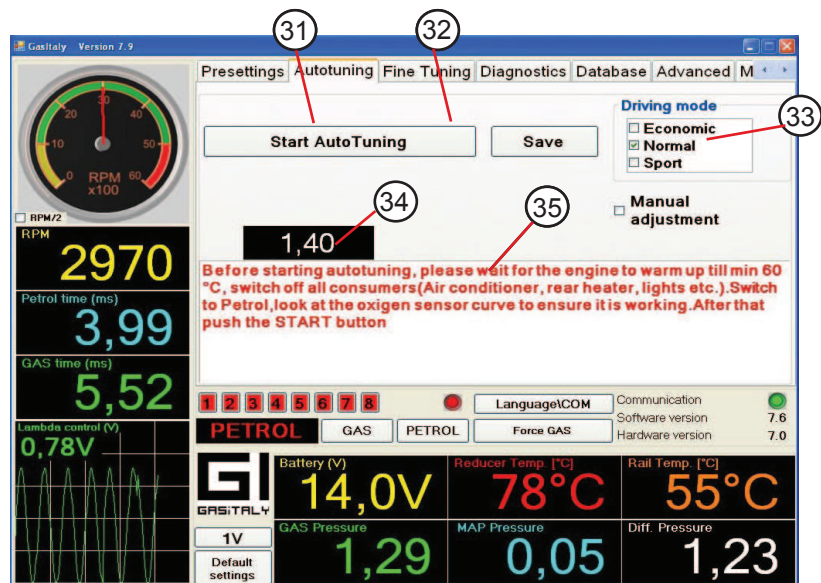 31
32
GasItaly Version 7.9
Presettings Autotuning Fine Tuning Diagnostics Database Advanced M
Driving mode
33
Start AutoTuning
Save
Economic
Normal
Sport
34
35
Manual adjustment
1,40
0 10 20 30 40 50 60
RPM
x100
RPM/2
RPM
2970
Petrol time (ms)
3,99
GAS time (ms)
5,52
Lambda control (V)
0,78V
Before starting autotuning, please wait for the engine to warm up till min 60
°C, switch off all consumers(Air conditioner, rear heater, lights etc.).Switch
to Petrol,look at the oxigen sensor curve to ensure it is working.After that
push the START button
1 2 3 4 5 6 7 8
Language\COM
Communication
Software version 7.6
Hardware version 7.0
PETROL
GAS
PETROL
Force GAS
GI
GASITALY
1V
Default
settings
Battery (V)
14,0V
Reducer Temp. [°C]
78°C
Rail Temp. [°C]
55°C
GAS Pressure
1,29
MAP Pressure
0,05
Diff. Pressure
1,23